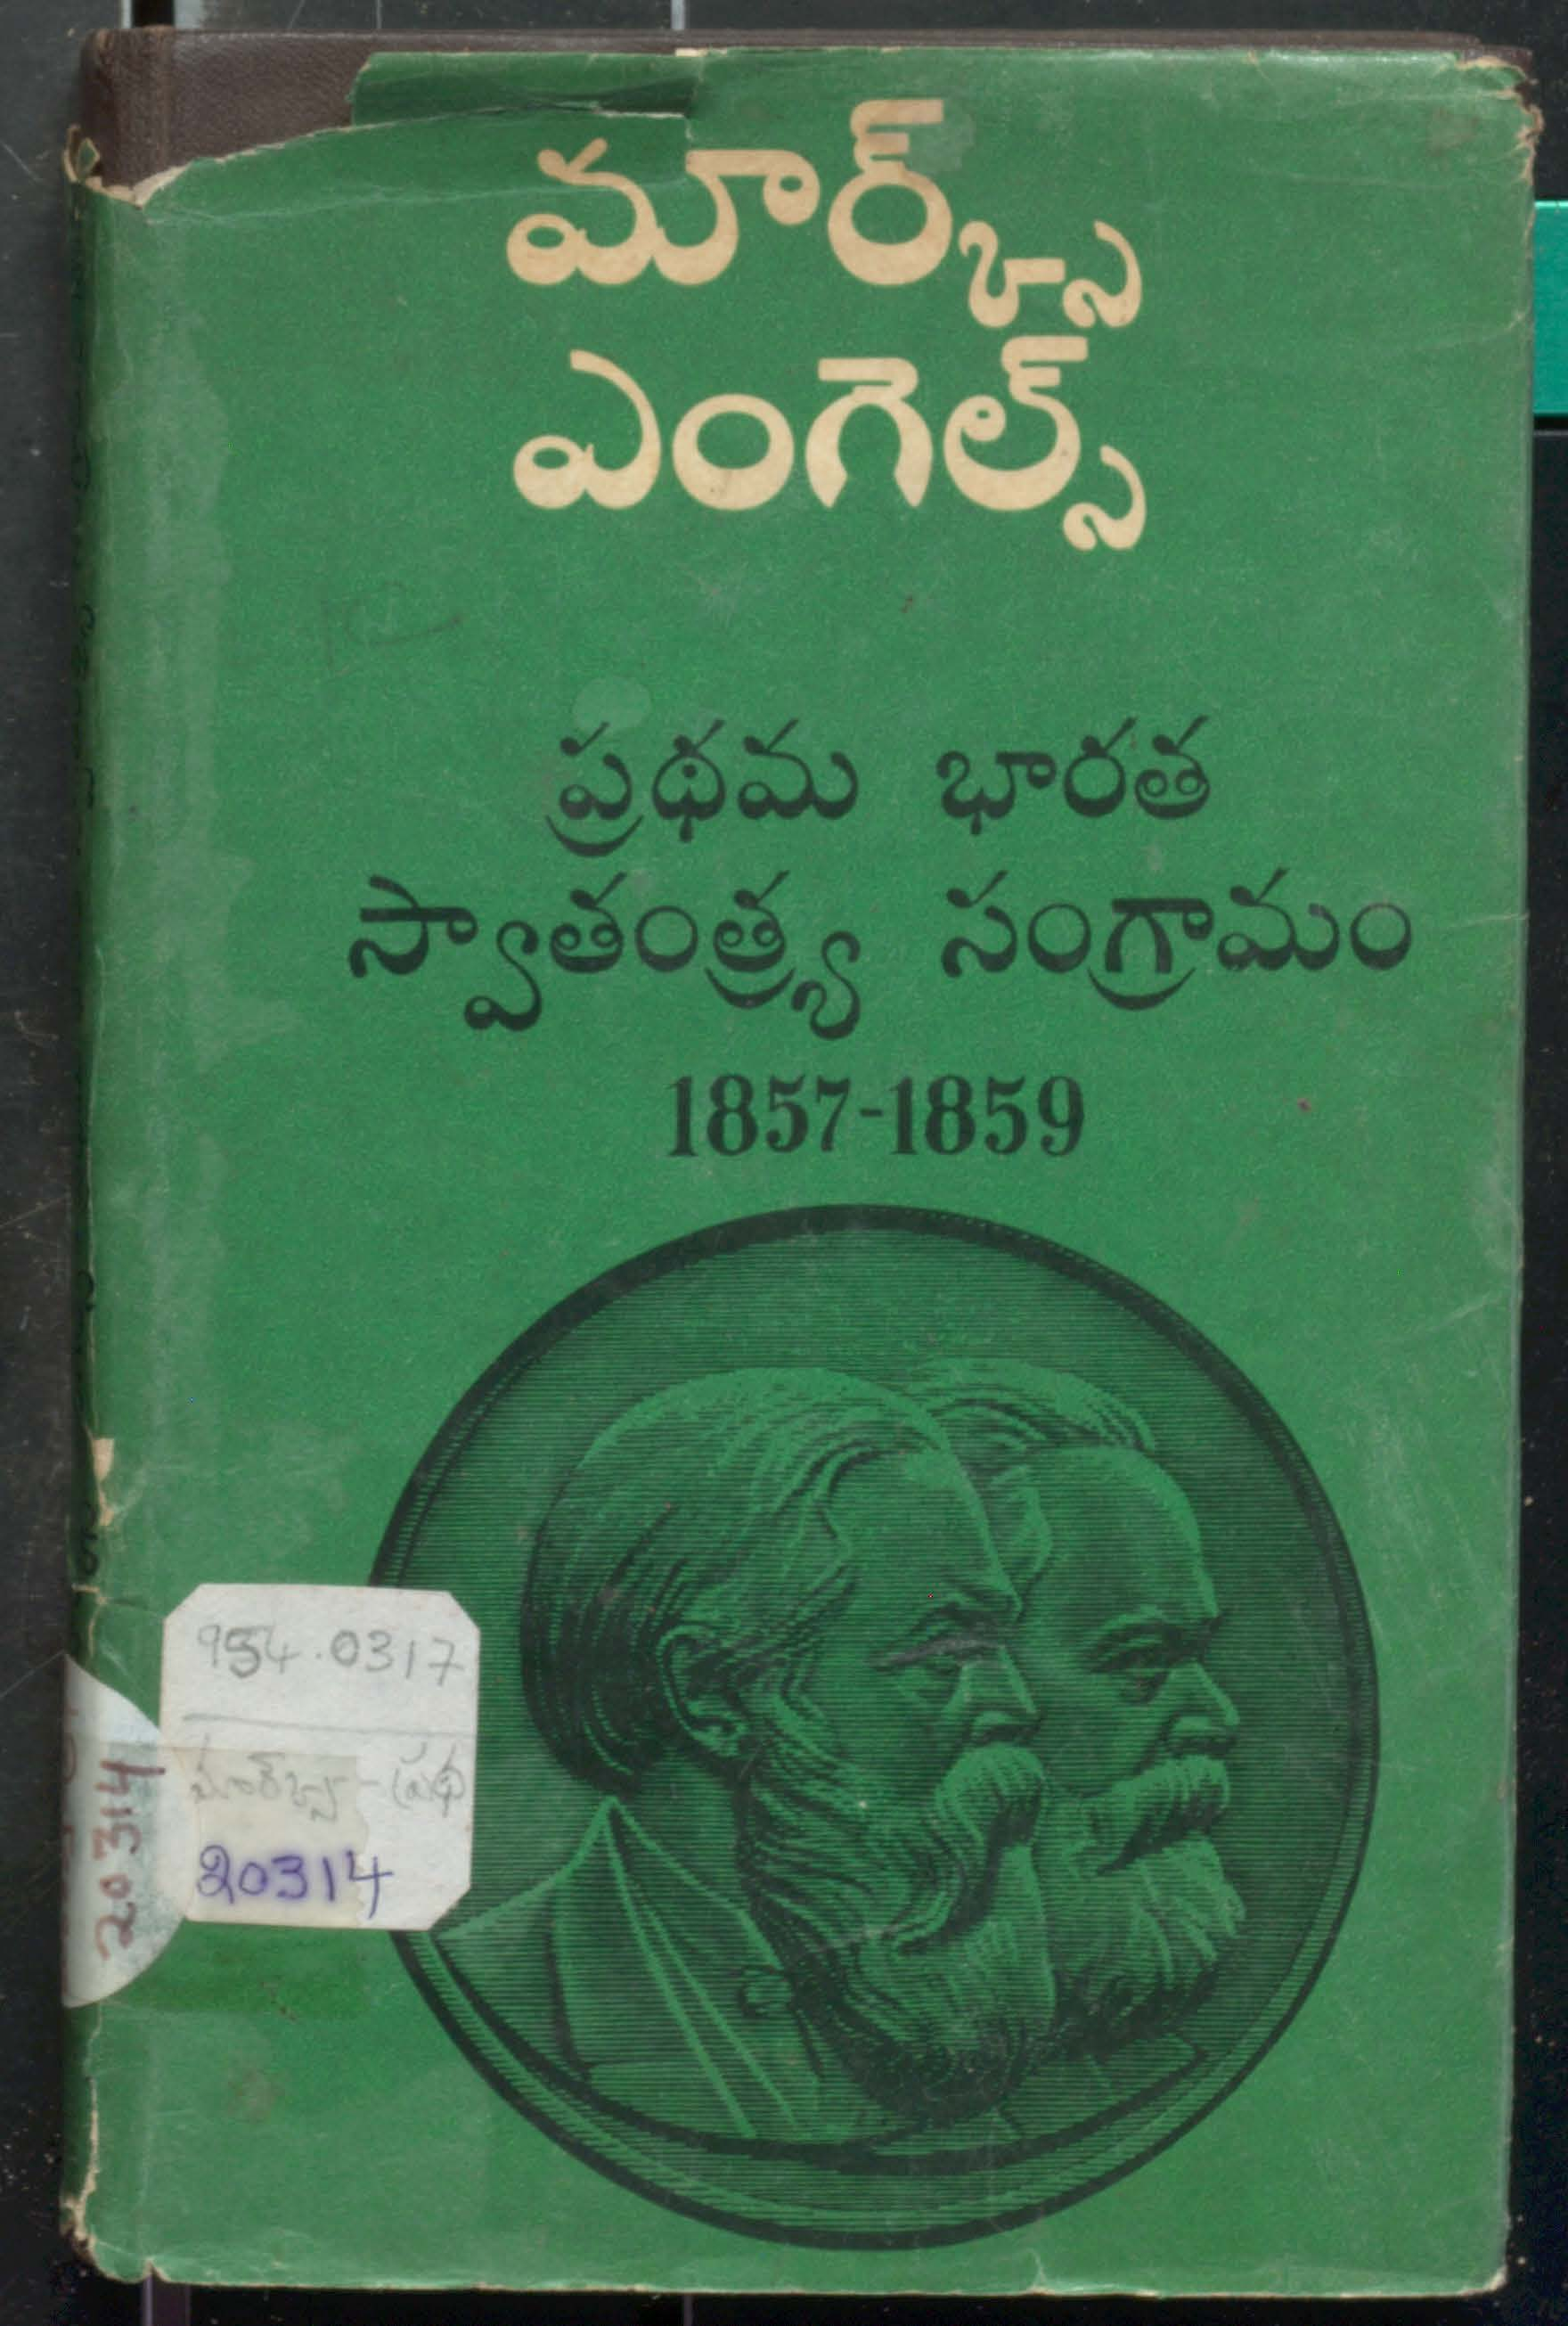 మార్క్స్
ఎంగెల్స్
ప్రథమ భారత
స్వాతంత్ర్య సంగ్రామం
1857-1859
954.0317
20314
20314